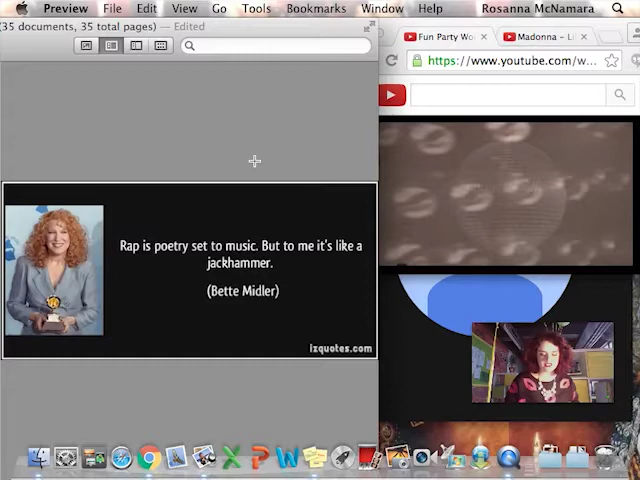 Preview File Edit View Go Tools Bookmarks Window Help Rosanna McNamara
(35 documents, 35 total pages) — Edited
Fun Party Wo
Madonna – Li
https://www.youtube.com/w...
Rap is poetry set to music. But to me it's like a
jackhammer.
(Bette Midler)
izquotes.com